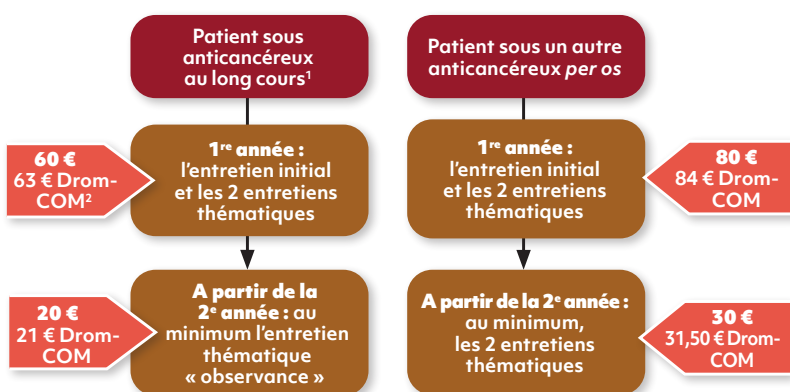 Patient sous
anticancéreux
au long cours¹
Patient sous un autre
anticancéreux per os
60 €
63 € Drom-
COM²
1re année :
l'entretien initial
et les 2 entretiens
thématiques
1re année :
l'entretien initial
et les 2 entretiens
thématiques
80 €
84 € Drom-
COM
20 €
21 € Drom-
COM
A partir de la
2e année : au
minimum l'entretien
thématique
« observance »
A partir de la 2e année :
au minimum,
les 2 entretiens
thématiques
30 €
31,50 € Drom-
COM